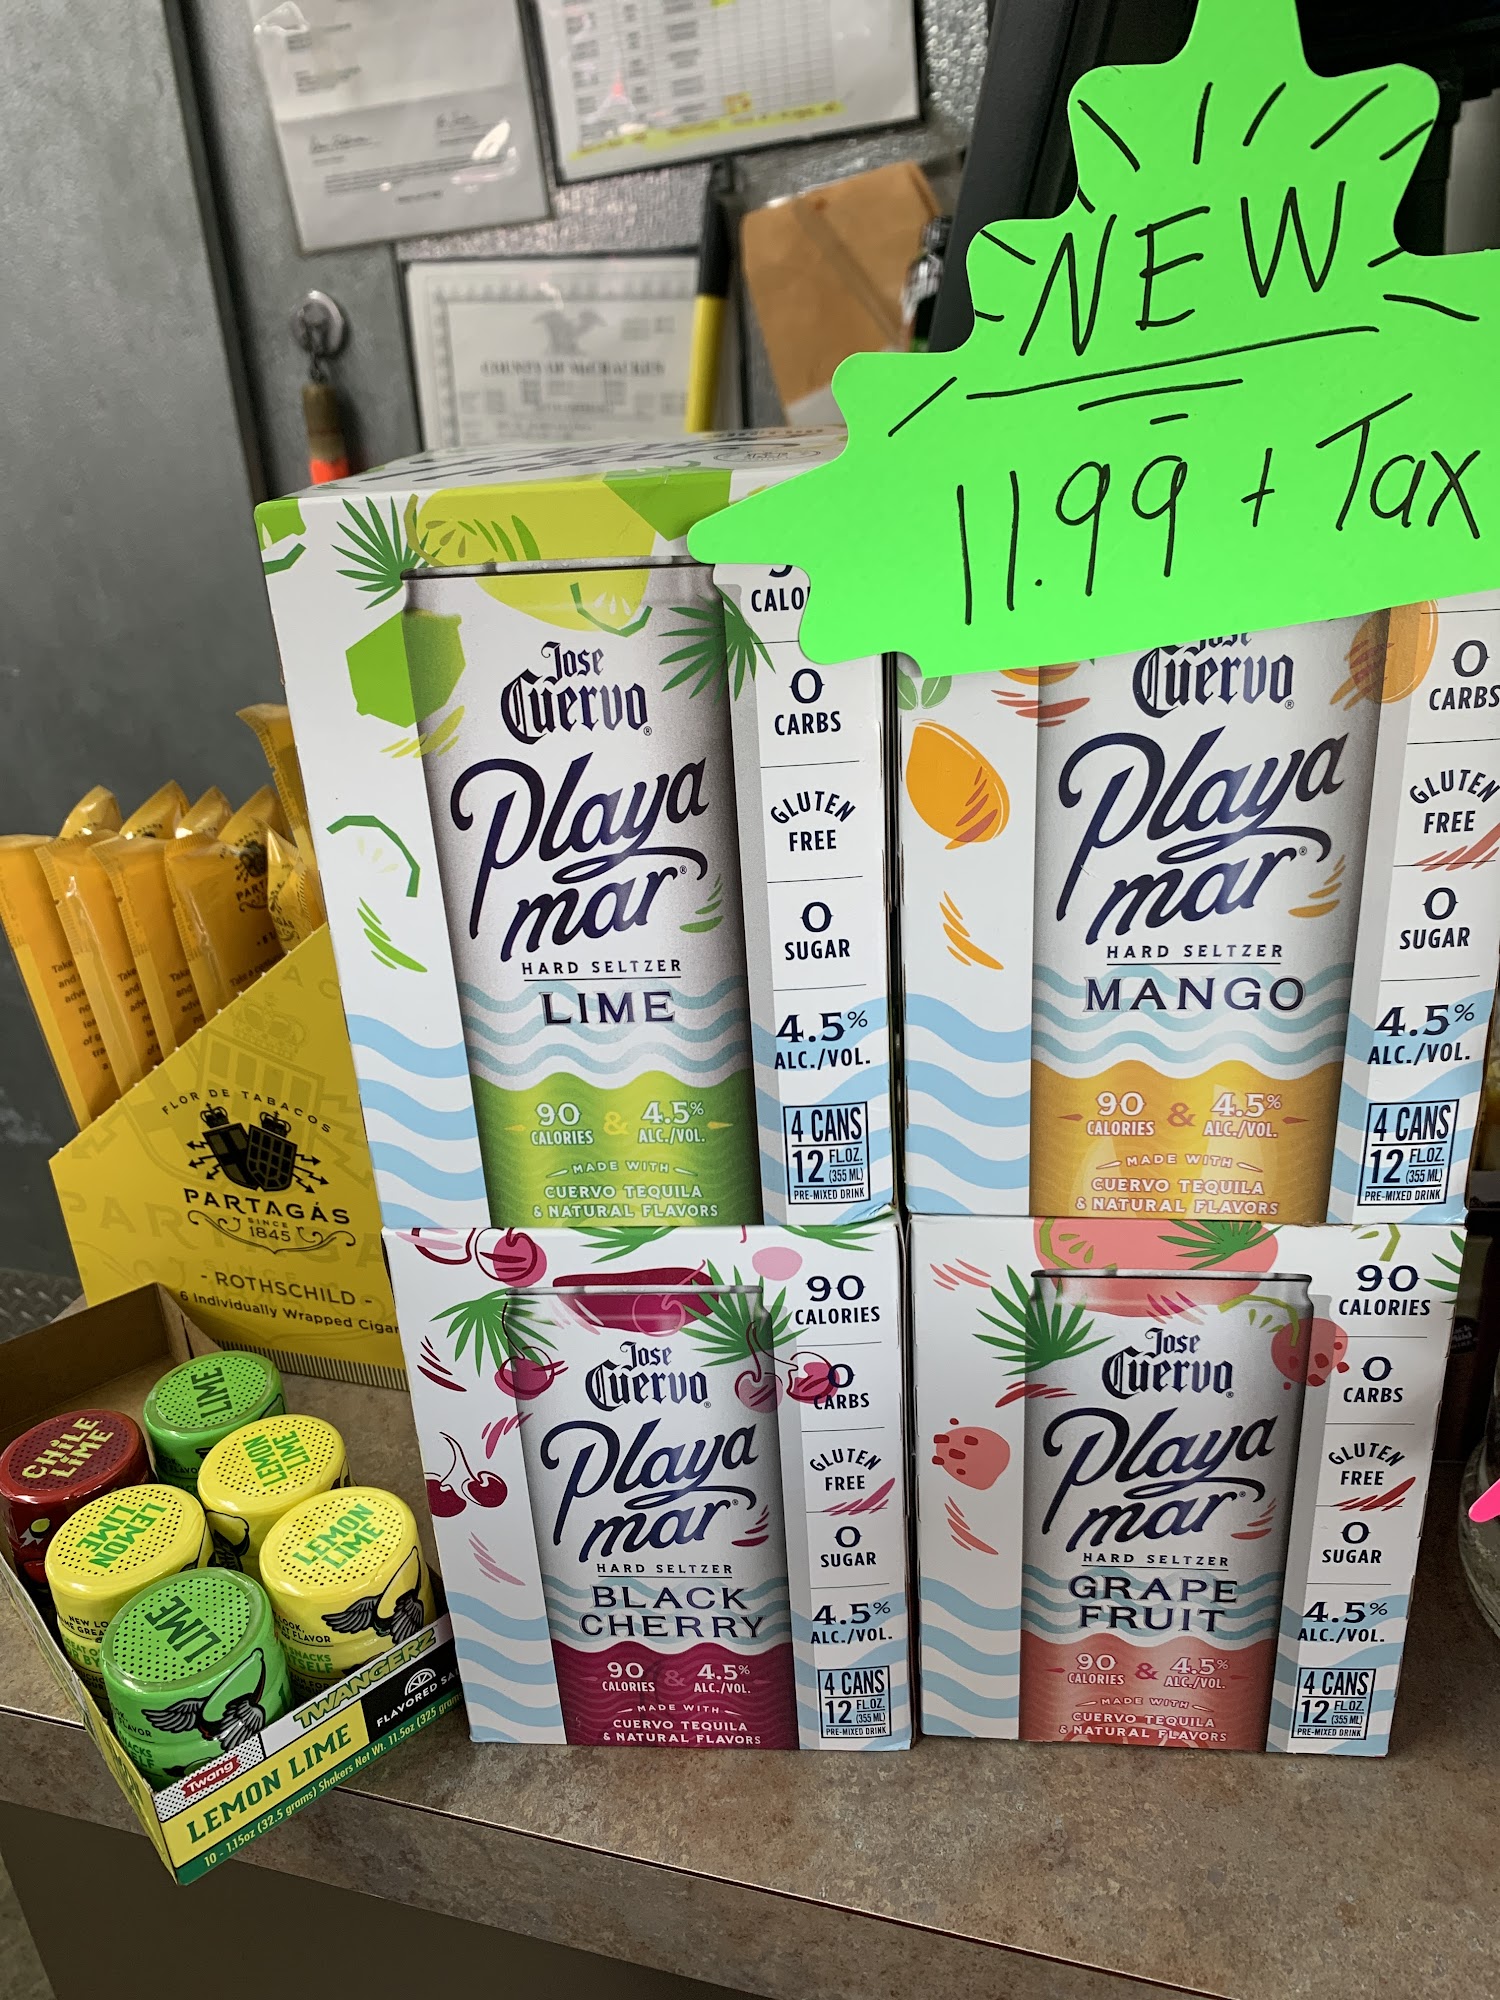 NEW
11.99 + Tax
COUNTY OF McCRACKEN
Jose
Cuervo®
Playa
mar®
HARD SELTZER
LIME
90
CALORIES
&
4.5%
ALC./VOL.
MADE WITH
CUERVO TEQUILA
& NATURAL FLAVORS
0
CARBS
GLUTEN
FREE
0
SUGAR
4.5%
ALC./VOL.
4 CANS
12 FL.OZ.
(355 ML)
PRE-MIXED DRINK
Jose
Cuervo®
Playa
mar®
HARD SELTZER
MANGO
90
CALORIES
&
4.5%
ALC./VOL.
MADE WITH
CUERVO TEQUILA
& NATURAL FLAVORS
0
CARBS
GLUTEN
FREE
0
SUGAR
4.5%
ALC./VOL.
4 CANS
12 FL.OZ.
(355 ML)
PRE-MIXED DRINK
Jose
Cuervo®
Playa
mar®
HARD SELTZER
BLACK
CHERRY
90
CALORIES
&
4.5%
ALC./VOL.
MADE WITH
CUERVO TEQUILA
& NATURAL FLAVORS
90
CALORIES
0
CARBS
GLUTEN
FREE
0
SUGAR
4.5%
ALC./VOL.
4 CANS
12 FL.OZ.
(355 ML)
PRE-MIXED DRINK
Jose
Cuervo®
Playa
mar®
HARD SELTZER
GRAPE
FRUIT
90
CALORIES
&
4.5%
ALC./VOL.
MADE WITH
CUERVO TEQUILA
& NATURAL FLAVORS
90
CALORIES
0
CARBS
GLUTEN
FREE
0
SUGAR
4.5%
ALC./VOL.
4 CANS
12 FL.OZ.
(355 ML)
PRE-MIXED DRINK
FLOR DE TABACOS
PARTAGÁS
SINCE
1845
- ROTHSCHILD -
6 Individually Wrapped Cigar
LIME
CHILE
LIME
LEMON
LIME
LEMON
LIME
LEMON
LIME
LIME
TWANGERZ
FLAVORED
Twang
LEMON LIME
10 - 1.15oz (32.5 grams) Shakers Net Wt. 11.5oz (325 gram